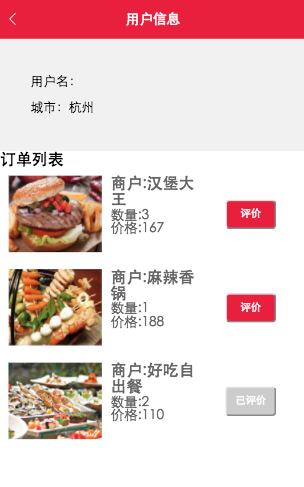 用户信息
用户名：
城市：杭州
订单列表
商户:汉堡大
王
数量:3
价格:167
评价
商户:麻辣香
锅
数量:1
价格:188
评价
商户:好吃自
出餐
数量:2
价格:110
已评价